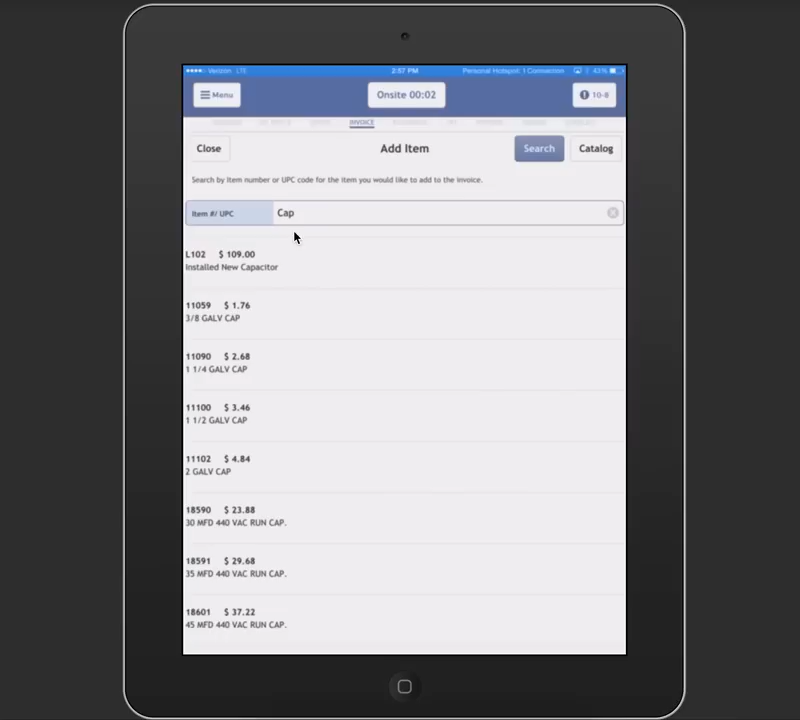 Verizon LTE 2:57 PM Personal Hotspot: 1 Connection 43%
Menu Onsite 00:02 10-8
INVOICE
Close Add Item Search Catalog
Search by Item number or UPC code for the item you would like to add to the invoice.
Item #/ UPC Cap
L102 $ 109.00
Installed New Capacitor
11059 $ 1.76
3/8 GALV CAP
11090 $ 2.68
1 1/4 GALV CAP
11100 $ 3.46
1 1/2 GALV CAP
11102 $ 4.84
2 GALV CAP
18590 $ 23.88
30 MFD 440 VAC RUN CAP.
18591 $ 29.68
35 MFD 440 VAC RUN CAP.
18601 $ 37.22
45 MFD 440 VAC RUN CAP.